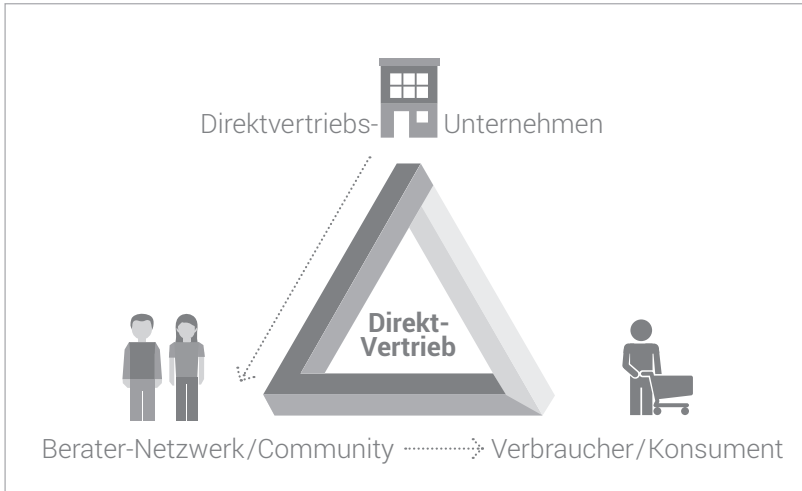 Direktvertriebs- Unternehmen
Direkt-
Vertrieb
Berater-Netzwerk/Community Verbraucher/Konsument